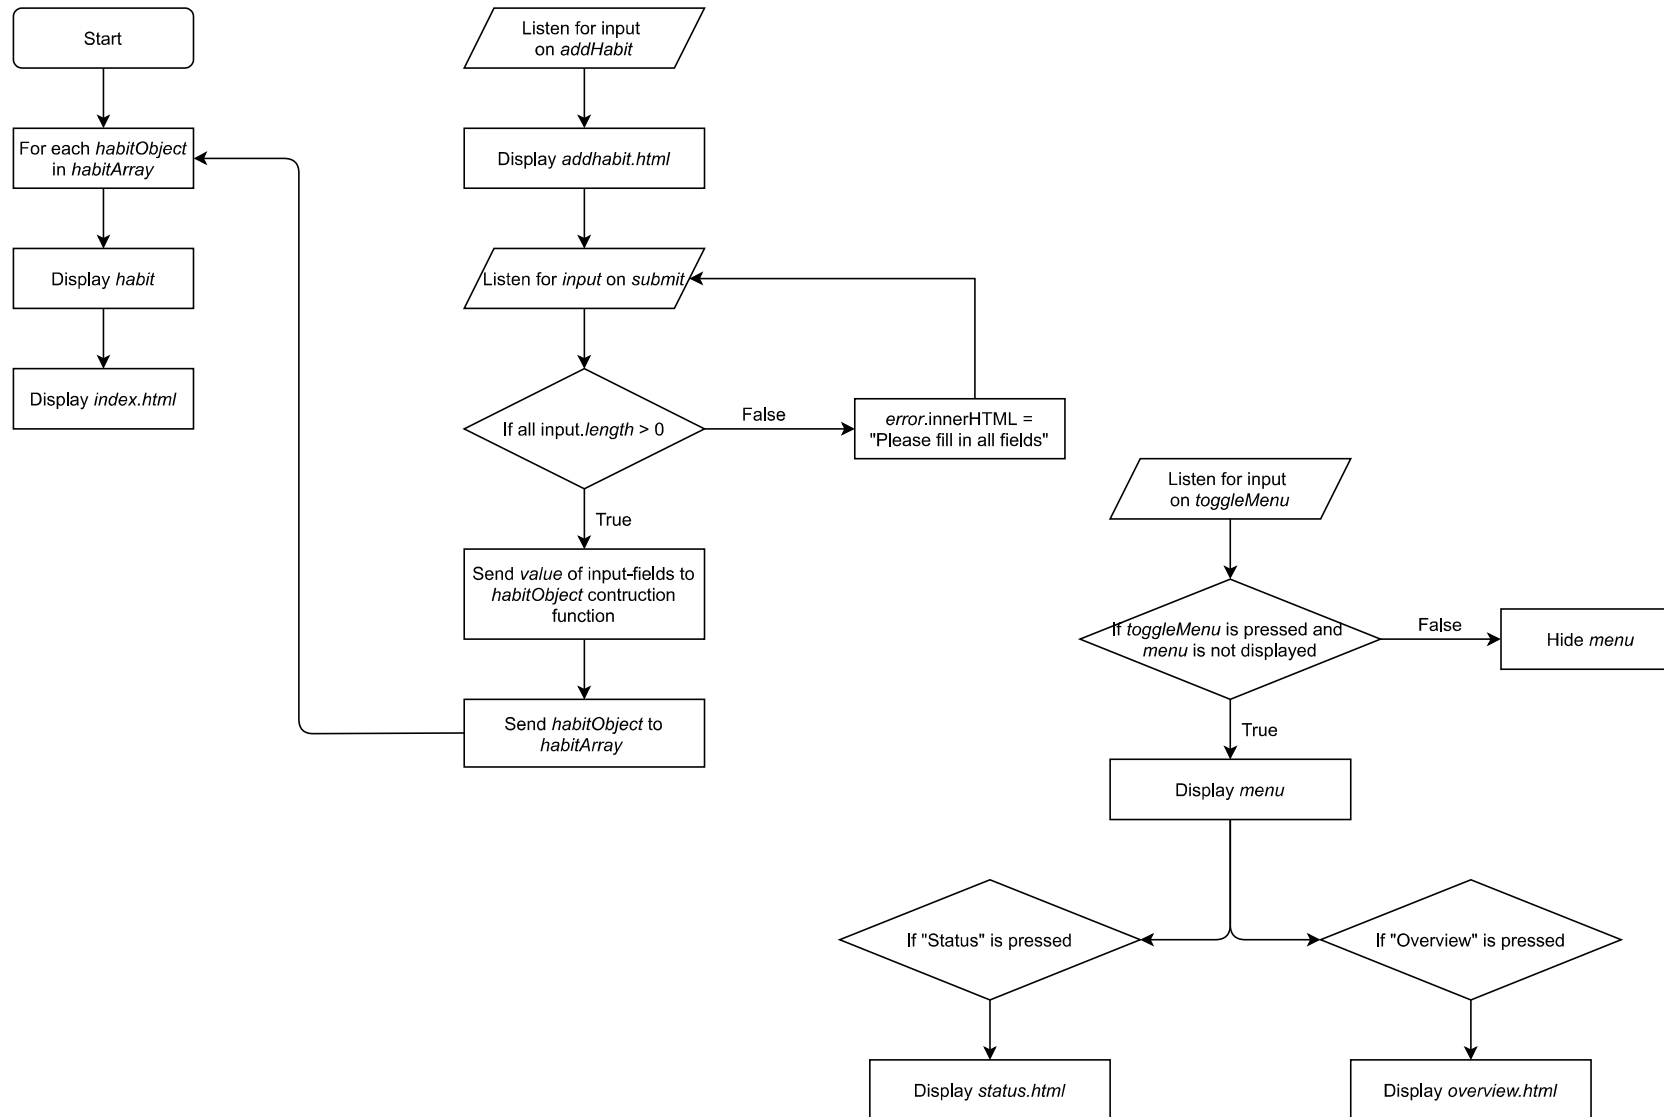 Start
For each habitObject
in habitArray
Display habit
Display index.html
Listen for input
on addHabit
Display addhabit.html
Listen for input on submit
If all input.length > 0
False
error.innerHTML =
"Please fill in all fields"
True
Send value of input-fields to
habitObject contruction
function
Send habitObject to
habitArray
Listen for input
on toggleMenu
If toggleMenu is pressed and
menu is not displayed
False
Hide menu
True
Display menu
If "Status" is pressed
If "Overview" is pressed
Display status.html
Display overview.html